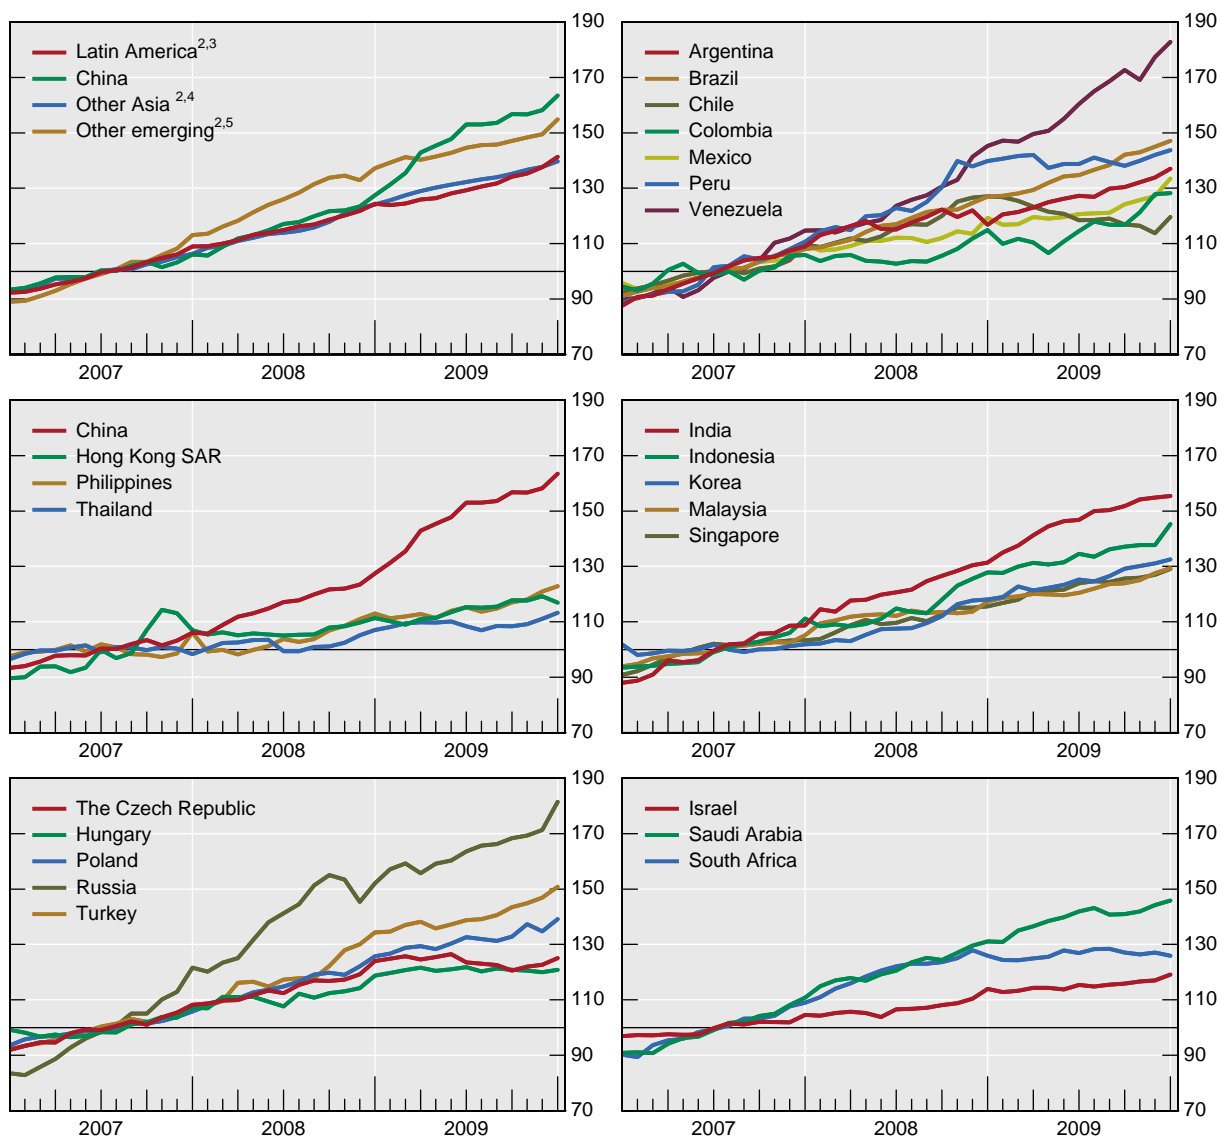 Latin America2,3
China
Other Asia 2,4
Other emerging2,5
190
170
150
130
110
90
70
2007 2008 2009
Argentina
Brazil
Chile
Colombia
Mexico
Peru
Venezuela
190
170
150
130
110
90
70
2007 2008 2009
China
Hong Kong SAR
Philippines
Thailand
190
170
150
130
110
90
70
2007 2008 2009
India
Indonesia
Korea
Malaysia
Singapore
190
170
150
130
110
90
70
2007 2008 2009
The Czech Republic
Hungary
Poland
Russia
Turkey
190
170
150
130
110
90
70
2007 2008 2009
Israel
Saudi Arabia
South Africa
190
170
150
130
110
90
70
2007 2008 2009